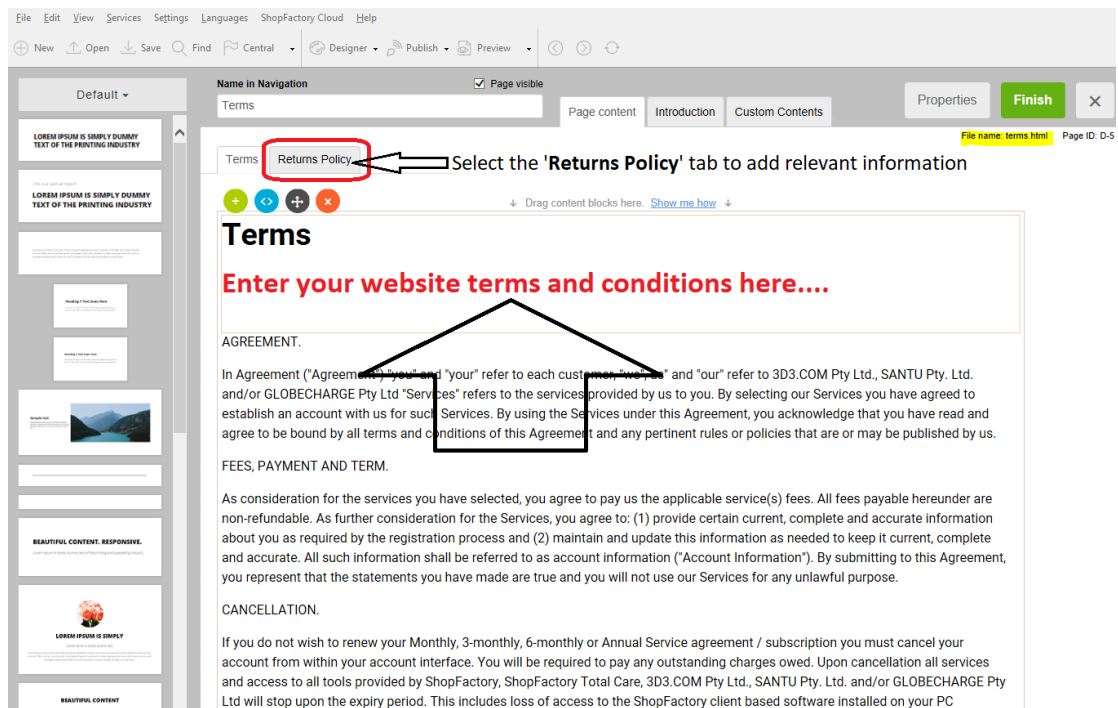 File Edit View Services Settings Languages ShopFactory Cloud Help
New Open Save Find Central Designer Publish Preview
Default
Name in Navigation
Page visible
Terms
Page content Introduction Custom Contents
Properties Finish
File name: terms.html Page ID: D-5
Terms Returns Policy
Select the 'Returns Policy' tab to add relevant information
Drag content blocks here. Show me how
Terms
Enter your website terms and conditions here....
AGREEMENT.
In Agreement ("Agreement") "you" and "your" refer to each customer, "we", us" and "our" refer to 3D3.COM Pty Ltd., SANTU Pty. Ltd.
and/or GLOBECHARGE Pty Ltd "Services" refers to the services provided by us to you. By selecting our Services you have agreed to
establish an account with us for such Services. By using the Services under this Agreement, you acknowledge that you have read and
agree to be bound by all terms and conditions of this Agreement and any pertinent rules or policies that are or may be published by us.
FEES, PAYMENT AND TERM.
As consideration for the services you have selected, you agree to pay us the applicable service(s) fees. All fees payable hereunder are
non-refundable. As further consideration for the Services, you agree to: (1) provide certain current, complete and accurate information
about you as required by the registration process and (2) maintain and update this information as needed to keep it current, complete
and accurate. All such information shall be referred to as account information ("Account Information"). By submitting to this Agreement,
you represent that the statements you have made are true and you will not use our Services for any unlawful purpose.
CANCELLATION.
If you do not wish to renew your Monthly, 3-monthly, 6-monthly or Annual Service agreement / subscription you must cancel your
account from within your account interface. You will be required to pay any outstanding charges owed. Upon cancellation all services
and access to all tools provided by ShopFactory, ShopFactory Total Care, 3D3.COM Pty Ltd., SANTU Pty. Ltd. and/or GLOBECHARGE Pty
Ltd will stop upon the expiry period. This includes loss of access to the ShopFactory client based software installed on your PC
LOREM IPSUM IS SIMPLY DUMMY
TEXT OF THE PRINTING INDUSTRY
This is a special report
LOREM IPSUM IS SIMPLY DUMMY
TEXT OF THE PRINTING INDUSTRY
Heading 3 Text Goes Here
Sample text
BEAUTIFUL CONTENT. RESPONSIVE.
LOREM IPSUM IS SIMPLY
BEAUTIFUL CONTENT